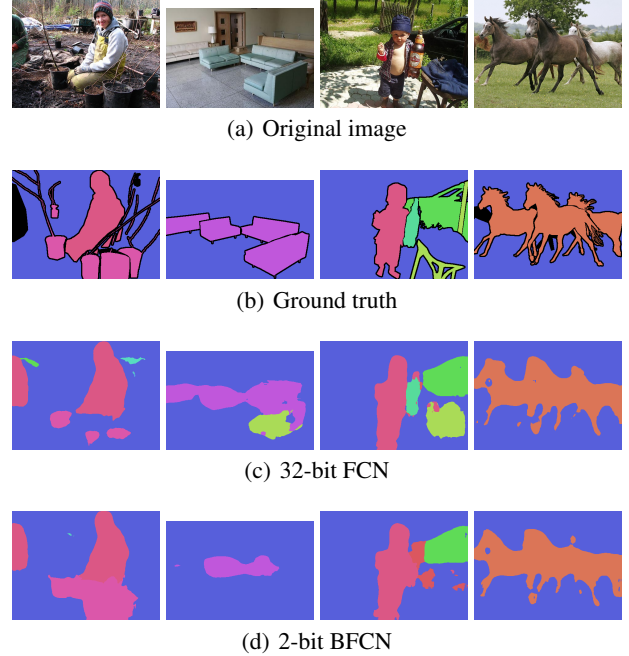 (a) Original image
(b) Ground truth
(c) 32-bit FCN
(d) 2-bit BFCN